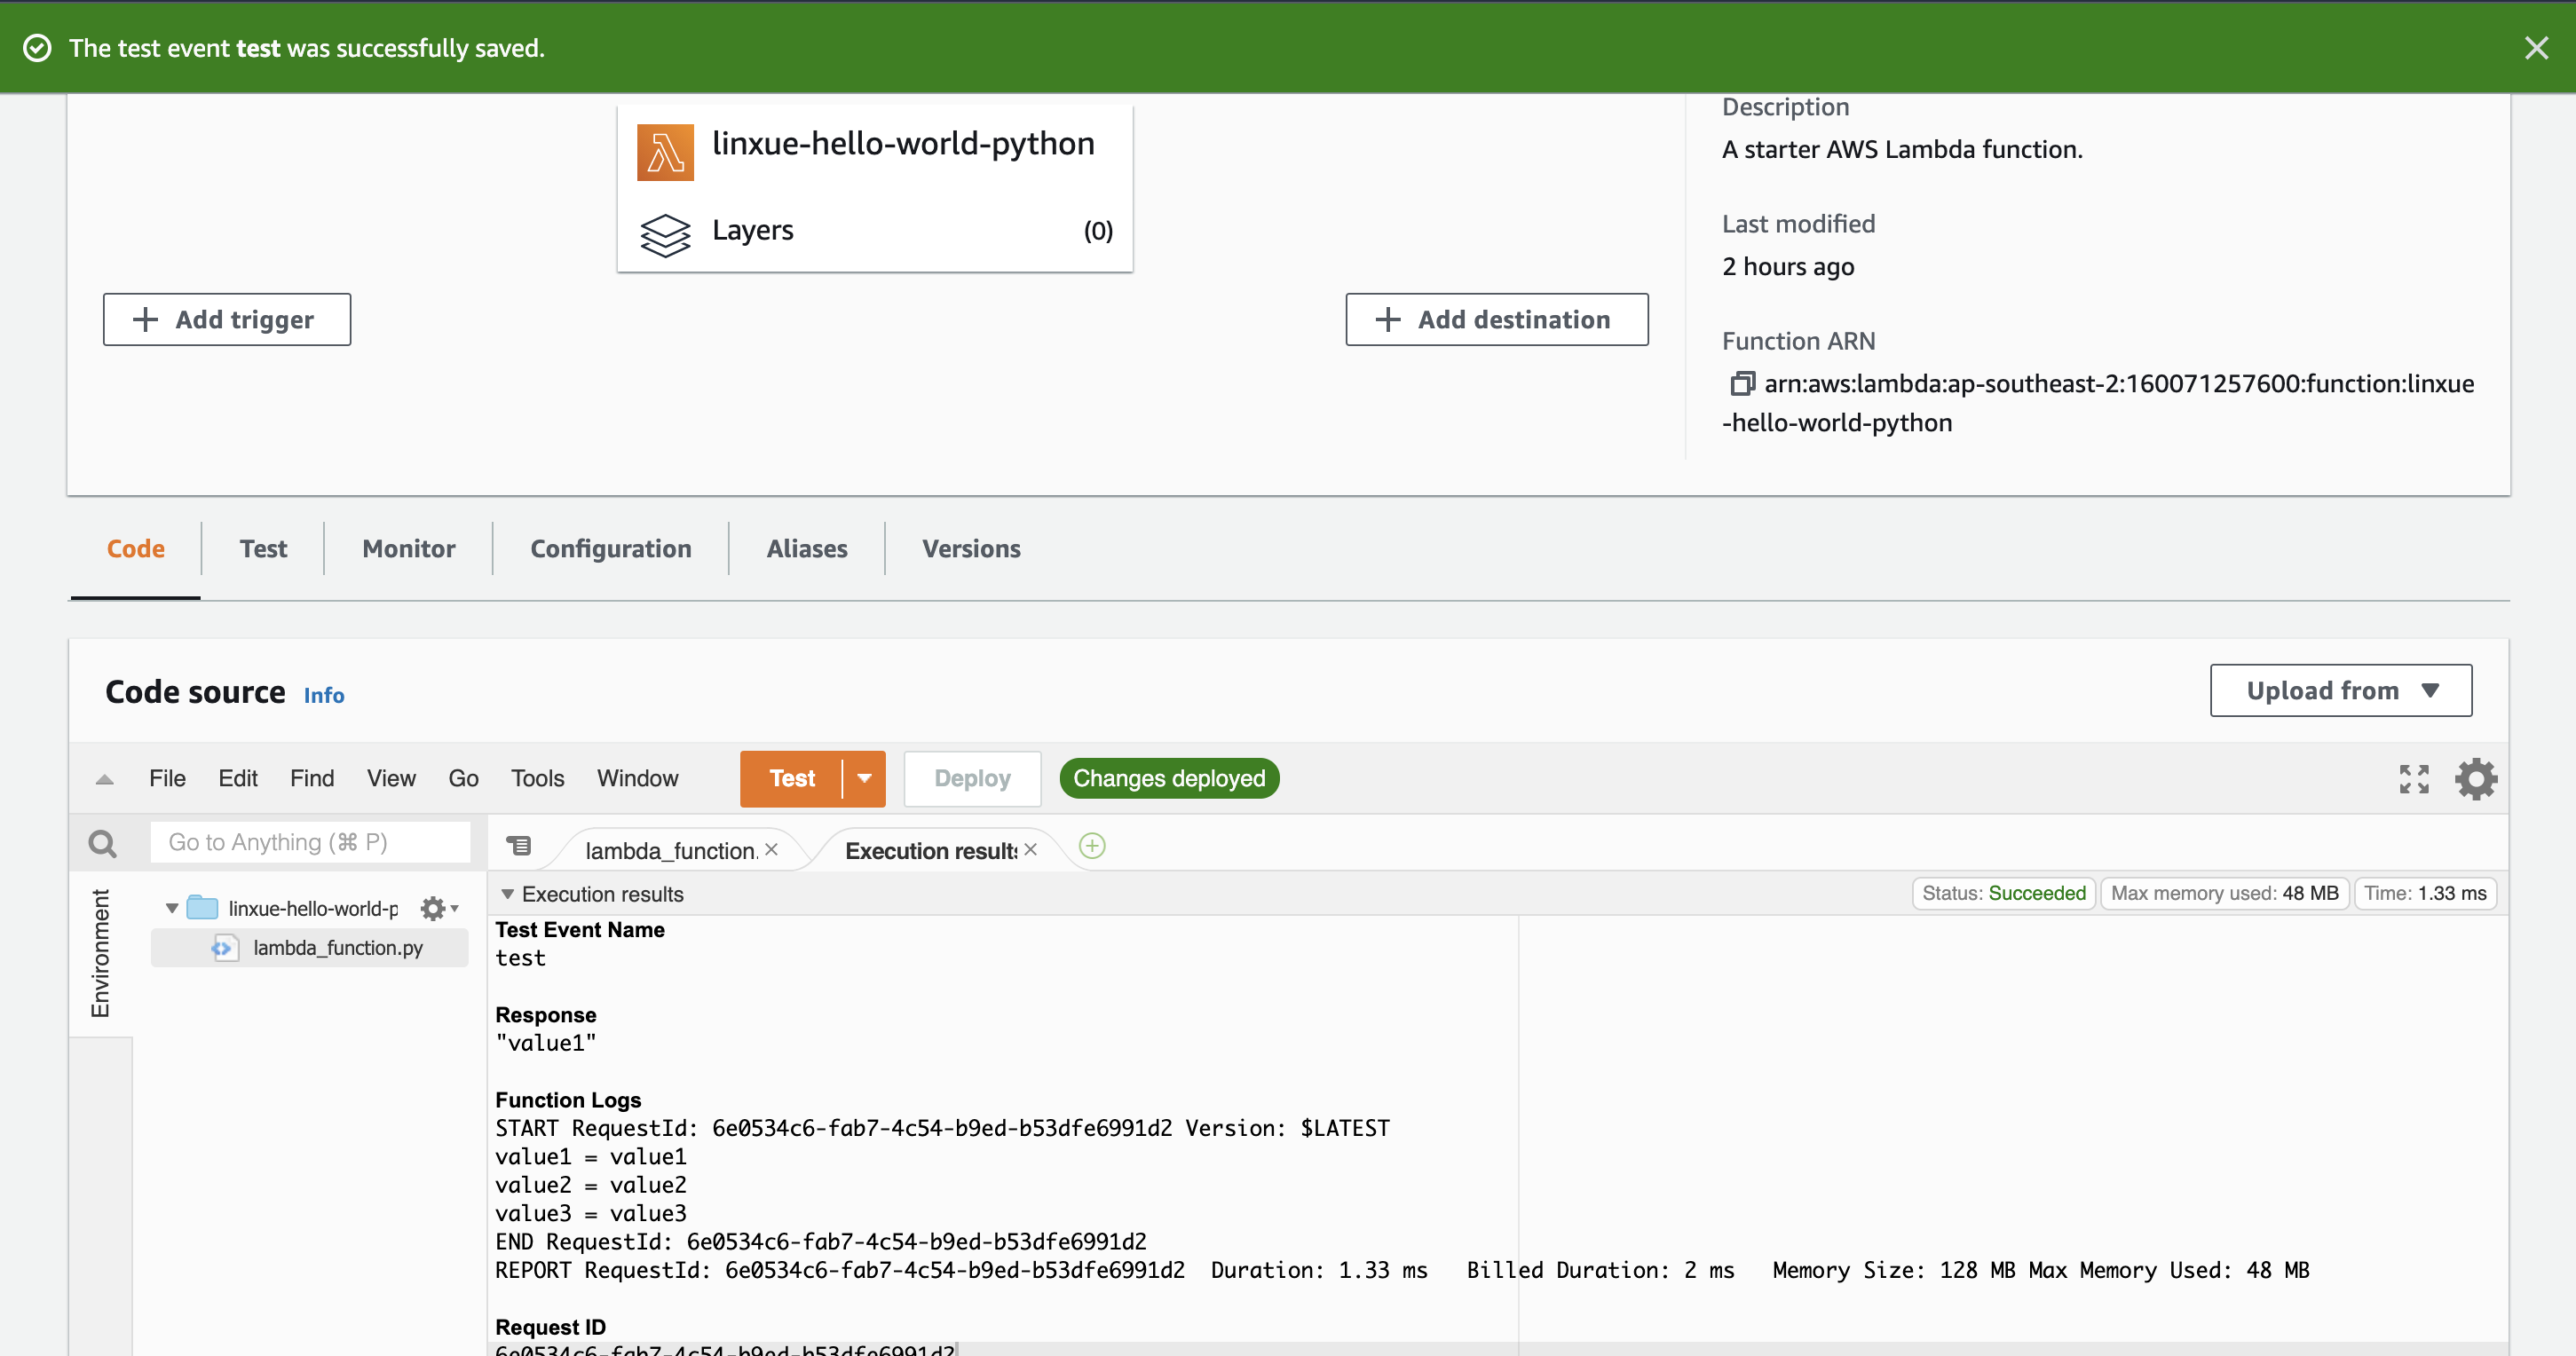 The test event test was successfully saved.
linxue-hello-world-python
Layers (0)
Add trigger
Add destination
Description
A starter AWS Lambda function.
Last modified
2 hours ago
Function ARN
arn:aws:lambda:ap-southeast-2:160071257600:function:linxue
-hello-world-python
Code Test Monitor Configuration Aliases Versions
Code source Info
Upload from
File Edit Find View Go Tools Window Test Deploy Changes deployed
Go to Anything (⌘ P)
lambda_function. Execution results
Environment
linxue-hello-world-p
lambda_function.py
Execution results
Status: Succeeded Max memory used: 48 MB Time: 1.33 ms
Test Event Name
test
Response
"value1"
Function Logs
START RequestId: 6e0534c6-fab7-4c54-b9ed-b53dfe6991d2 Version: $LATEST
value1 = value1
value2 = value2
value3 = value3
END RequestId: 6e0534c6-fab7-4c54-b9ed-b53dfe6991d2
REPORT RequestId: 6e0534c6-fab7-4c54-b9ed-b53dfe6991d2 Duration: 1.33 ms Billed Duration: 2 ms Memory Size: 128 MB Max Memory Used: 48 MB
Request ID
6e0534c6-fab7-4c54-b9ed-b53dfe6991d2